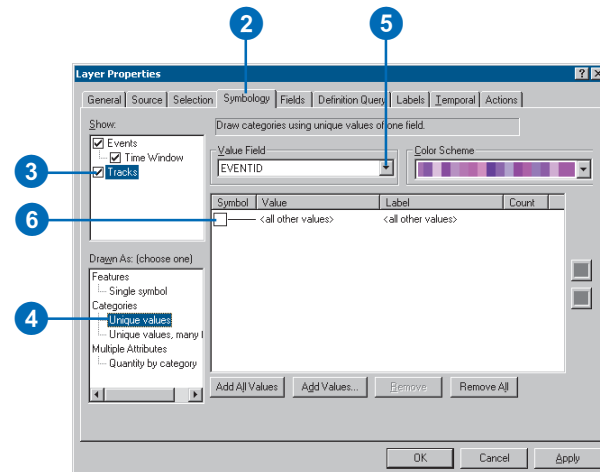 2
5
Layer Properties
? ×
General Source Selection Symbology Fields Definition Query Labels Temporal Actions
Show:
Draw categories using unique values of one field.
Events
Time Window
3
Tracks
Value Field
EVENTID
Color Scheme
6
Symbol Value Label Count
<all other values> <all other values>
Drawn As: (choose one)
Features
Single symbol
Categories
4
Unique values
Unique values, many
Multiple Attributes
Quantity by category
Add All Values Add Values... Remove Remove All
OK Cancel Apply